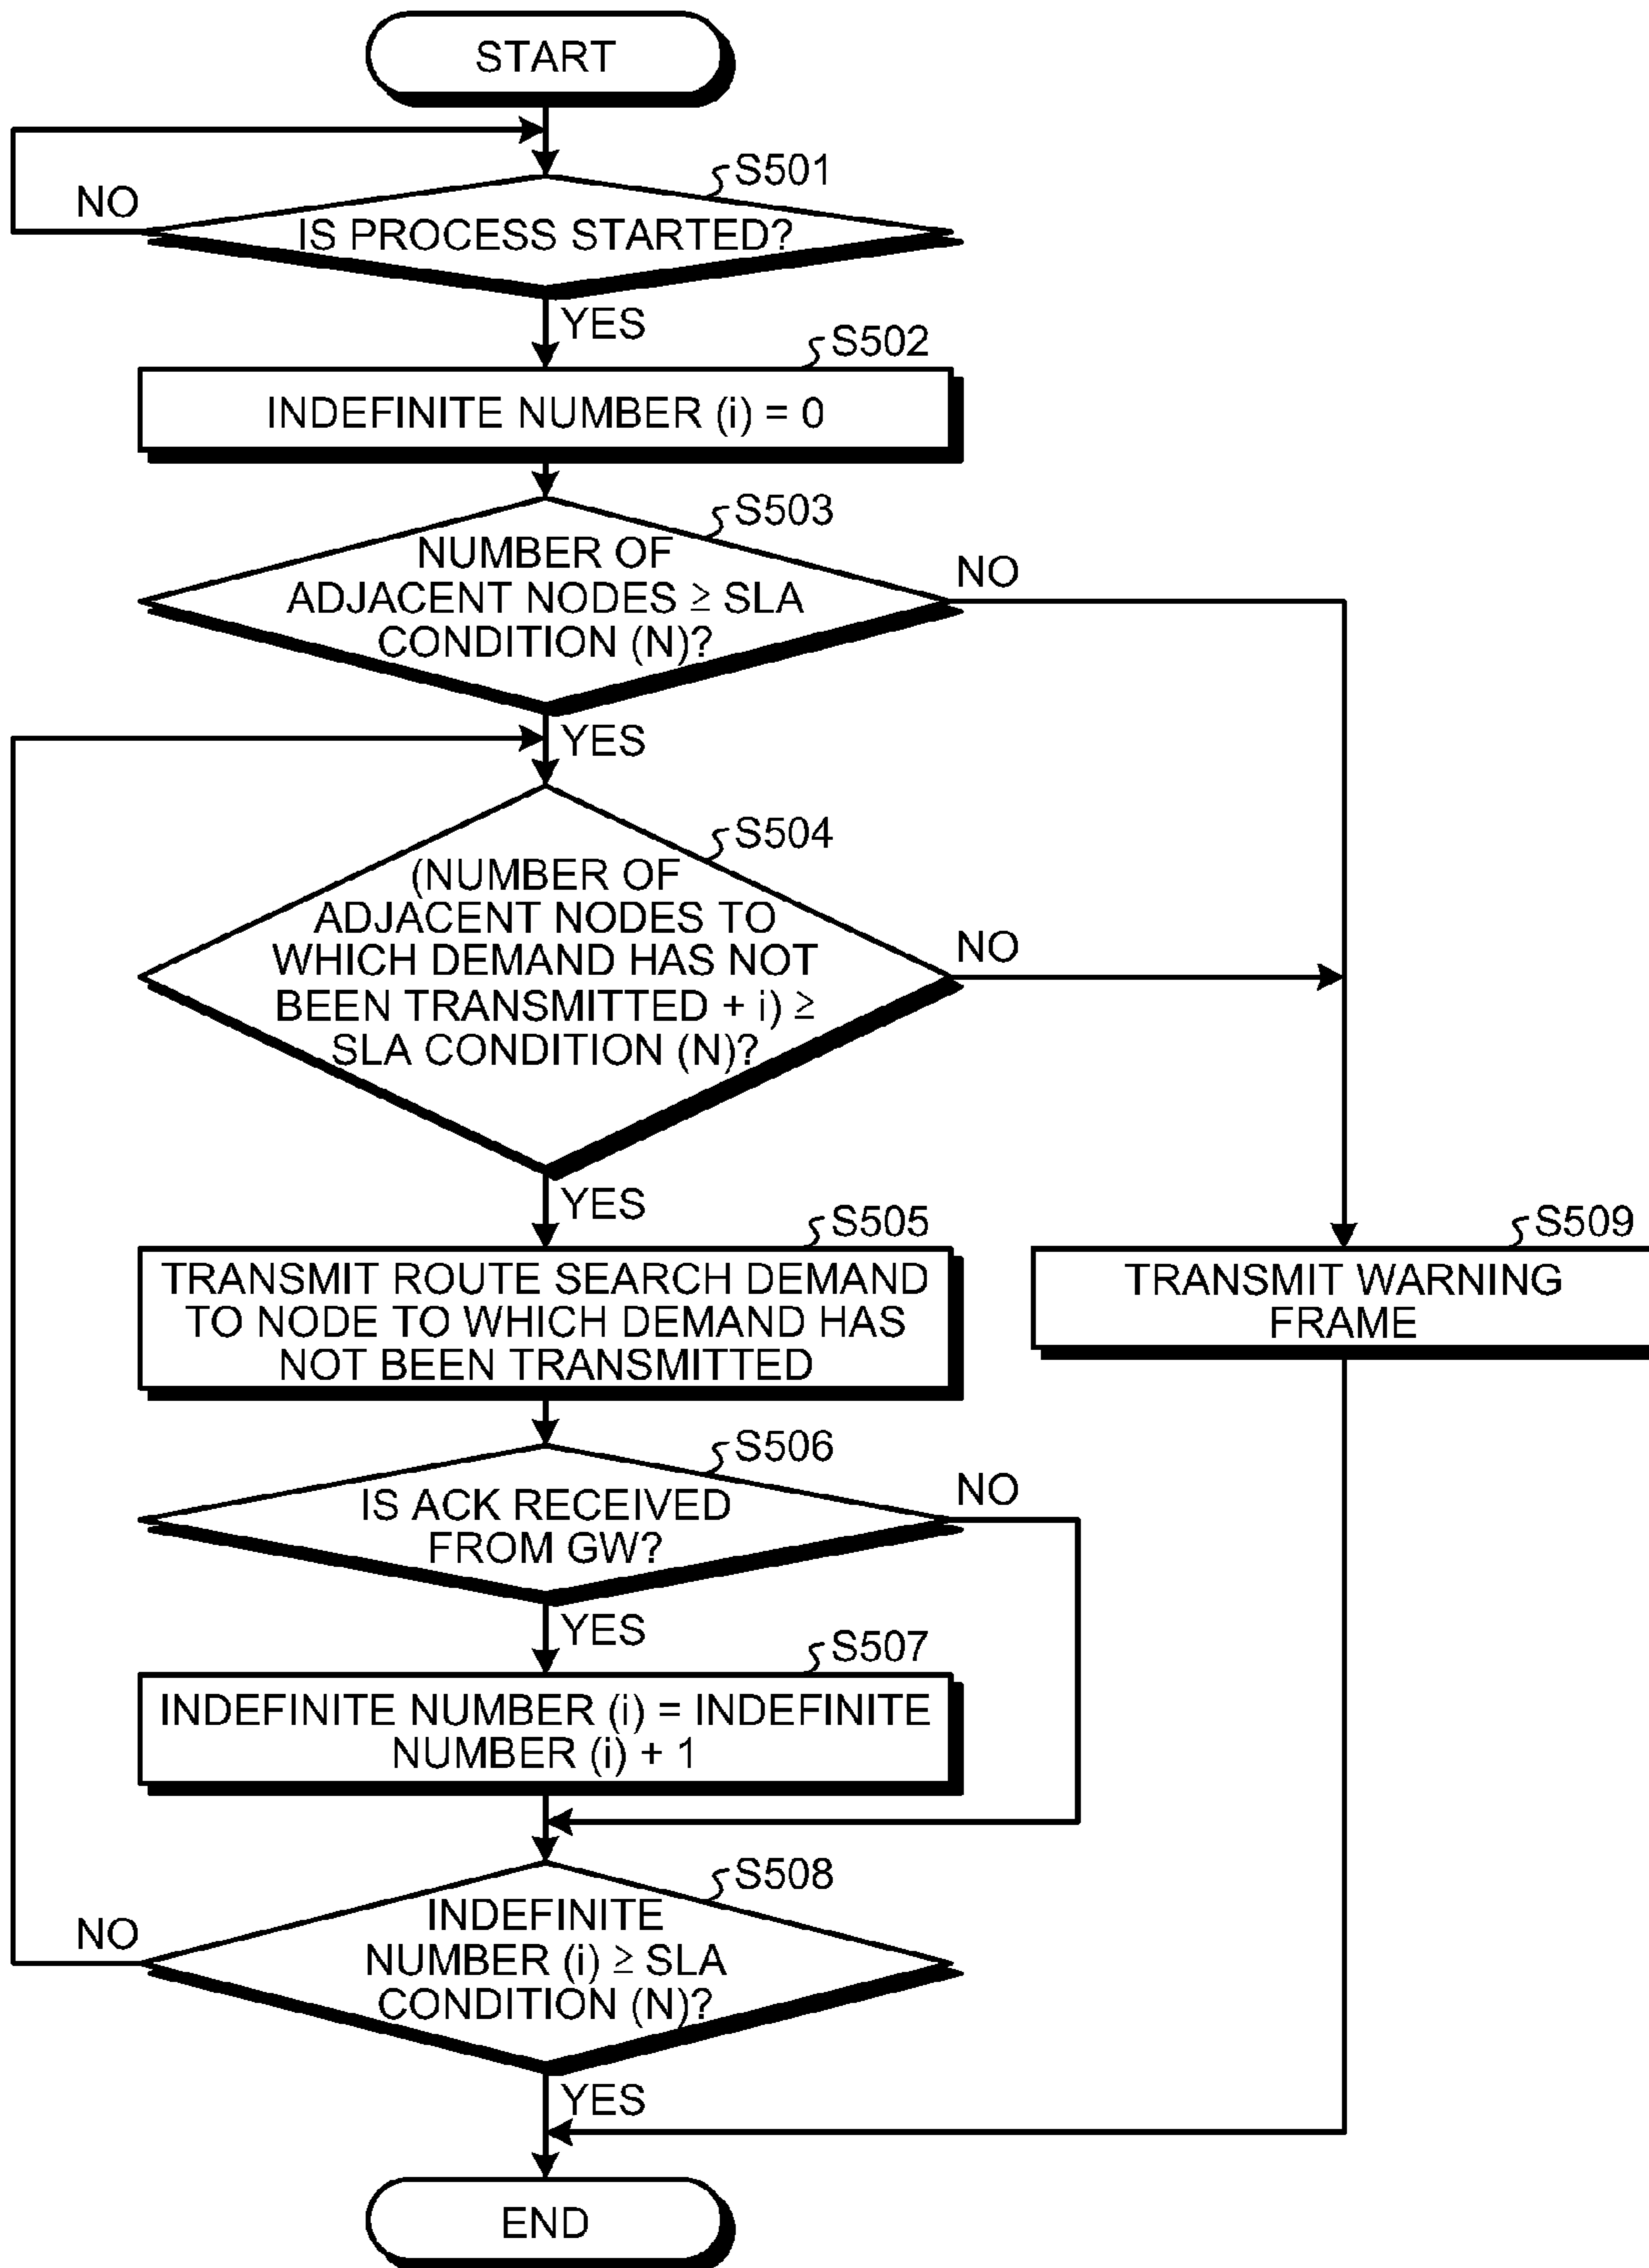 START
S501
NO
IS PROCESS STARTED?
YES
S502
INDEFINITE NUMBER (i) = 0
S503
NUMBER OF
ADJACENT NODES ≥ SLA
CONDITION (N)?
NO
YES
S504
(NUMBER OF
ADJACENT NODES TO
WHICH DEMAND HAS NOT
BEEN TRANSMITTED + i) ≥
SLA CONDITION (N)?
NO
YES
S505
TRANSMIT ROUTE SEARCH DEMAND
TO NODE TO WHICH DEMAND HAS
NOT BEEN TRANSMITTED
S509
TRANSMIT WARNING
FRAME
S506
IS ACK RECEIVED
FROM GW?
NO
YES
S507
INDEFINITE NUMBER (i) = INDEFINITE
NUMBER (i) + 1
S508
NO
INDEFINITE
NUMBER (i) ≥ SLA
CONDITION (N)?
YES
END